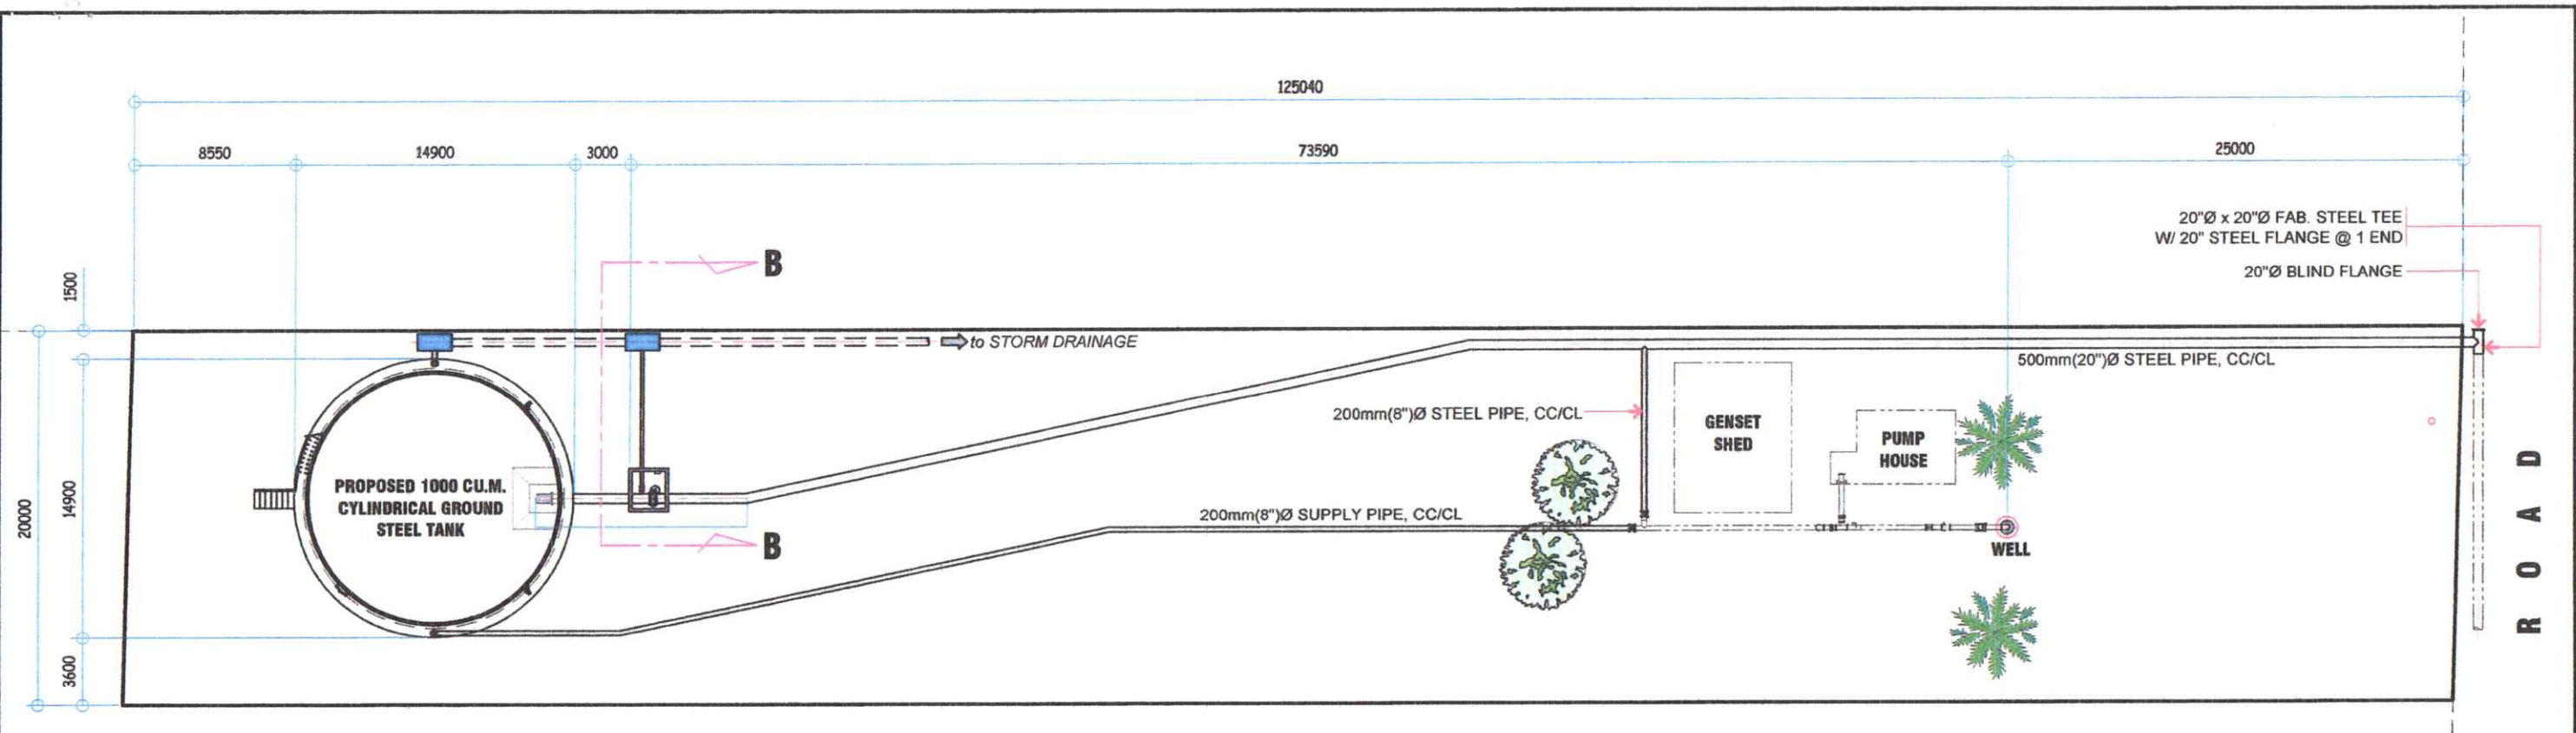 125040
8550
14900
3000
73590
25000
20"Ø x 20"Ø FAB. STEEL TEE
W/ 20" STEEL FLANGE @ 1 END
20"Ø BLIND FLANGE
B
1500
to STORM DRAINAGE
500mm(20")Ø STEEL PIPE, CC/CL
200mm(8")Ø STEEL PIPE, CC/CL
GENSET
SHED
PUMP
HOUSE
PROPOSED 1000 CU.M.
CYLINDRICAL GROUND
STEEL TANK
14900
20000
200mm(8")Ø SUPPLY PIPE, CC/CL
B
WELL
ROAD
3600